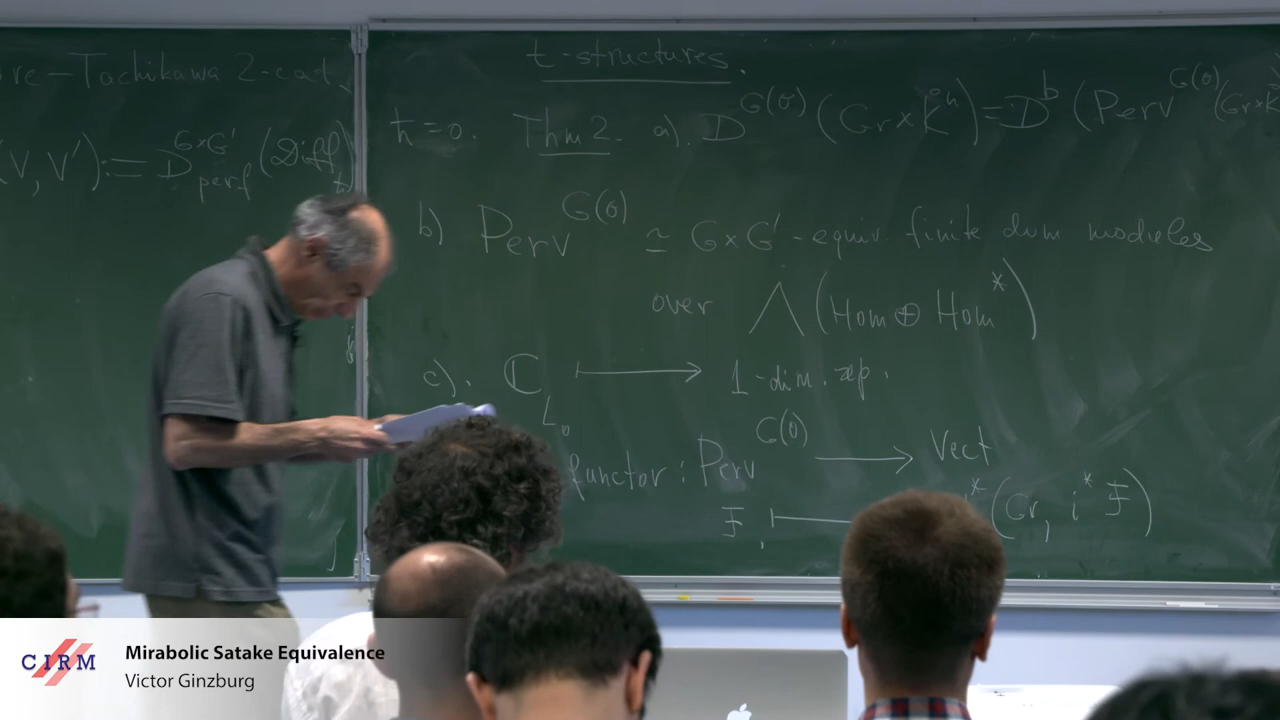 re-Tachikawa 2-cat.
(V, V') := D^{G×G'}_{perf} (Diff
t-structures.
ħ=0. Thm 2. a). D^{G(O)} (Gr × K^n) = D^b (Perv^{G(O)} (Gr × K
b) Perv^{G(O)} ≃ G×G'-equiv. finite dim modules
over Λ (Hom ⊕ Hom^*)
c). ℂ_{L_0} ⟼ 1-dim. rep.
functor: Perv^{G(O)} ⟶ Vect
F ⟼ ^*(Gr, i^* F)
CIRM
Mirabolic Satake Equivalence
Victor Ginzburg